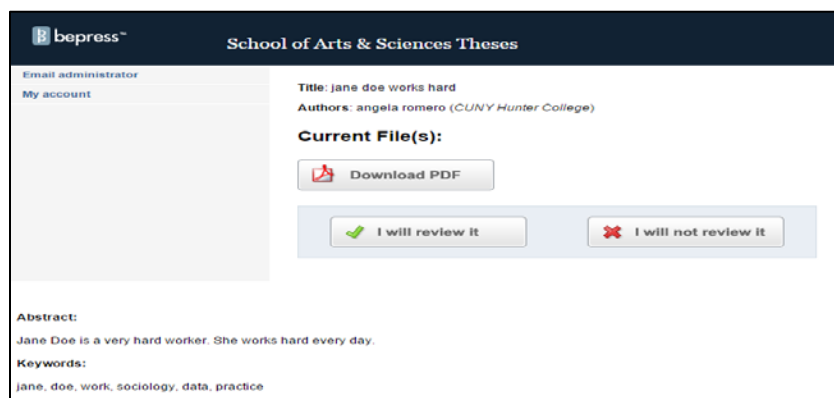 bepress™
School of Arts & Sciences Theses
Email administrator
My account
Title: jane doe works hard
Authors: angela romero (CUNY Hunter College)
Current File(s):
Download PDF
I will review it
I will not review it
Abstract:
Jane Doe is a very hard worker. She works hard every day.
Keywords:
jane, doe, work, sociology, data, practice